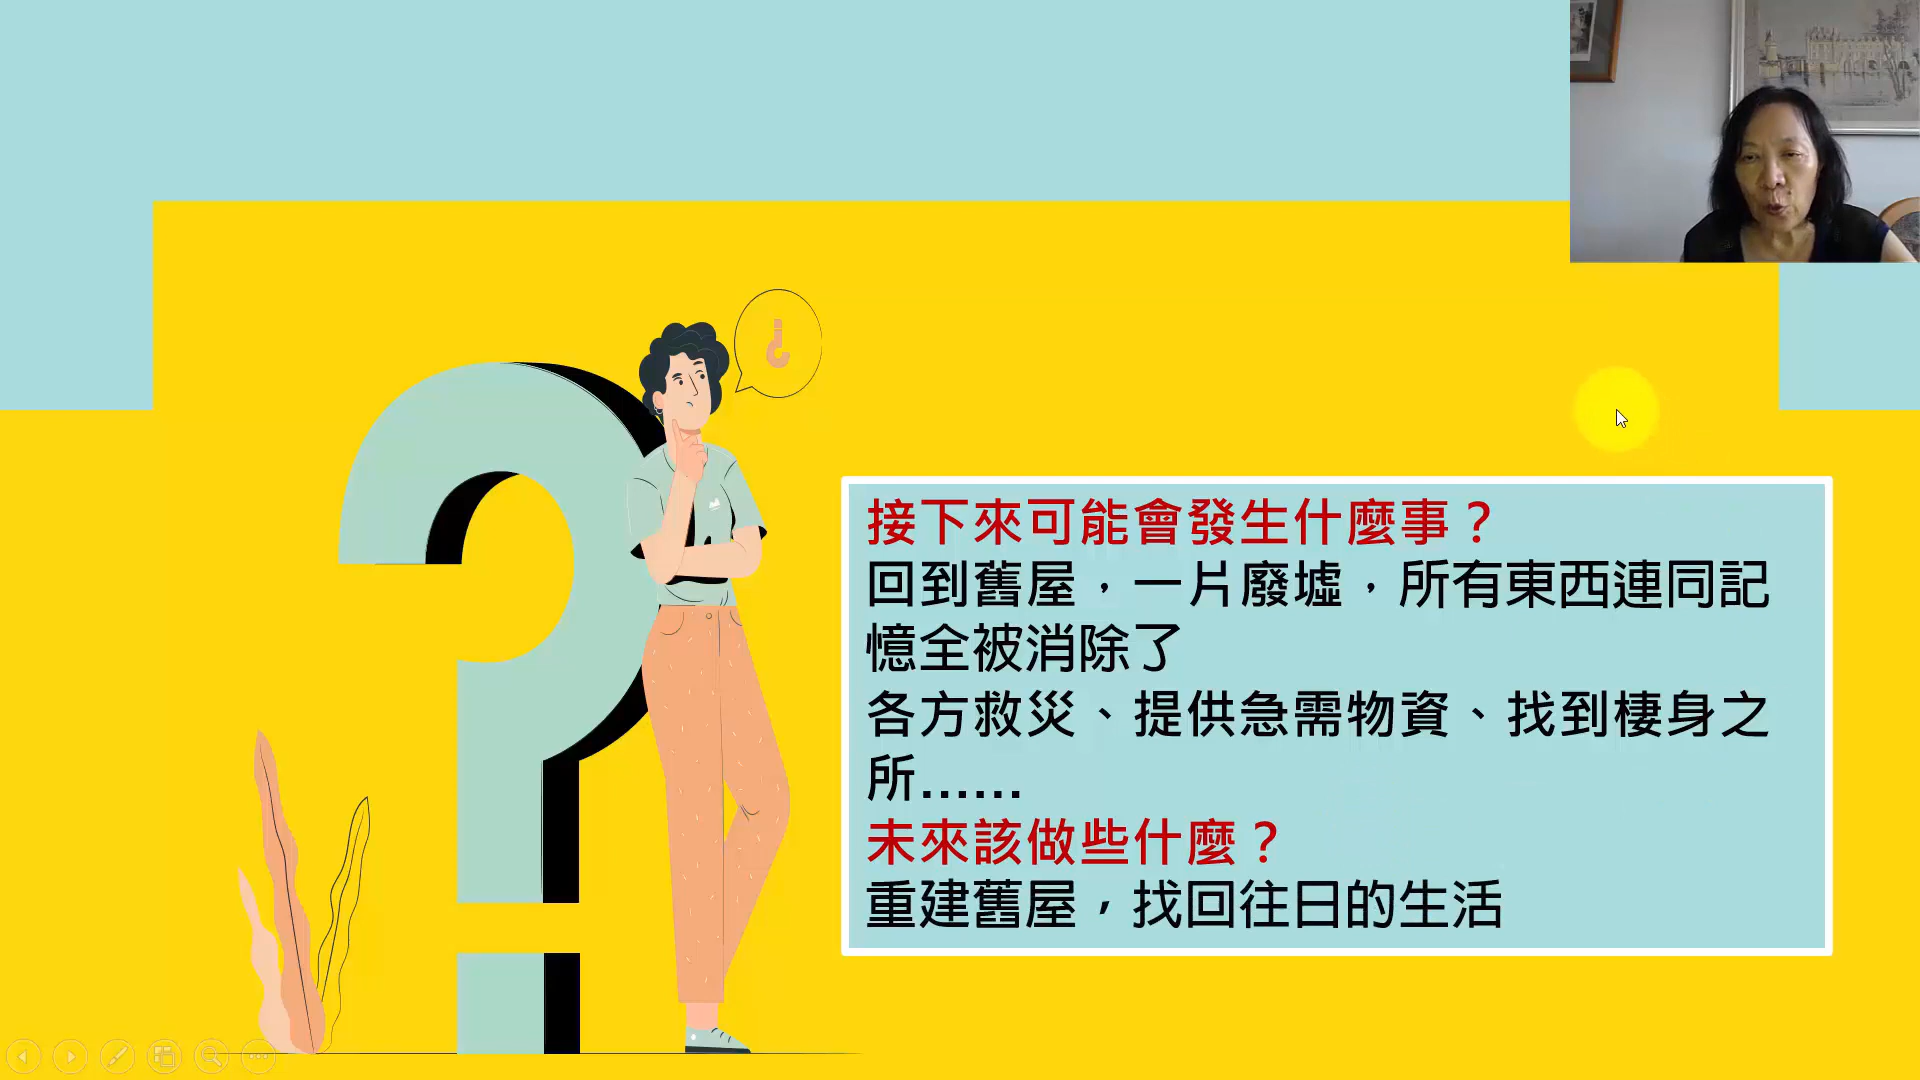 接下來可能會發生什麼事？
回到舊屋，一片廢墟，所有東西連同記
憶全被消除了
各方救災、提供急需物資、找到棲身之
所......
未來該做些什麼？
重建舊屋，找回往日的生活